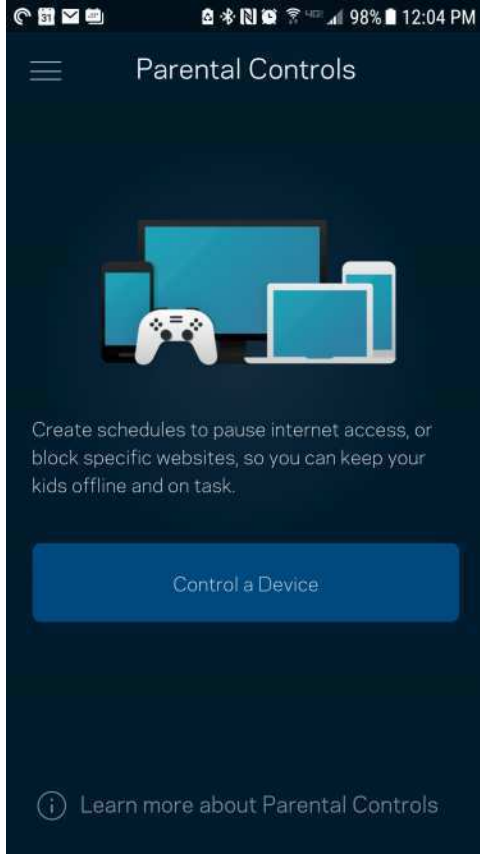 98% 12:04 PM
Parental Controls
Create schedules to pause internet access, or
block specific websites, so you can keep your
kids offline and on task.
Control a Device
Learn more about Parental Controls